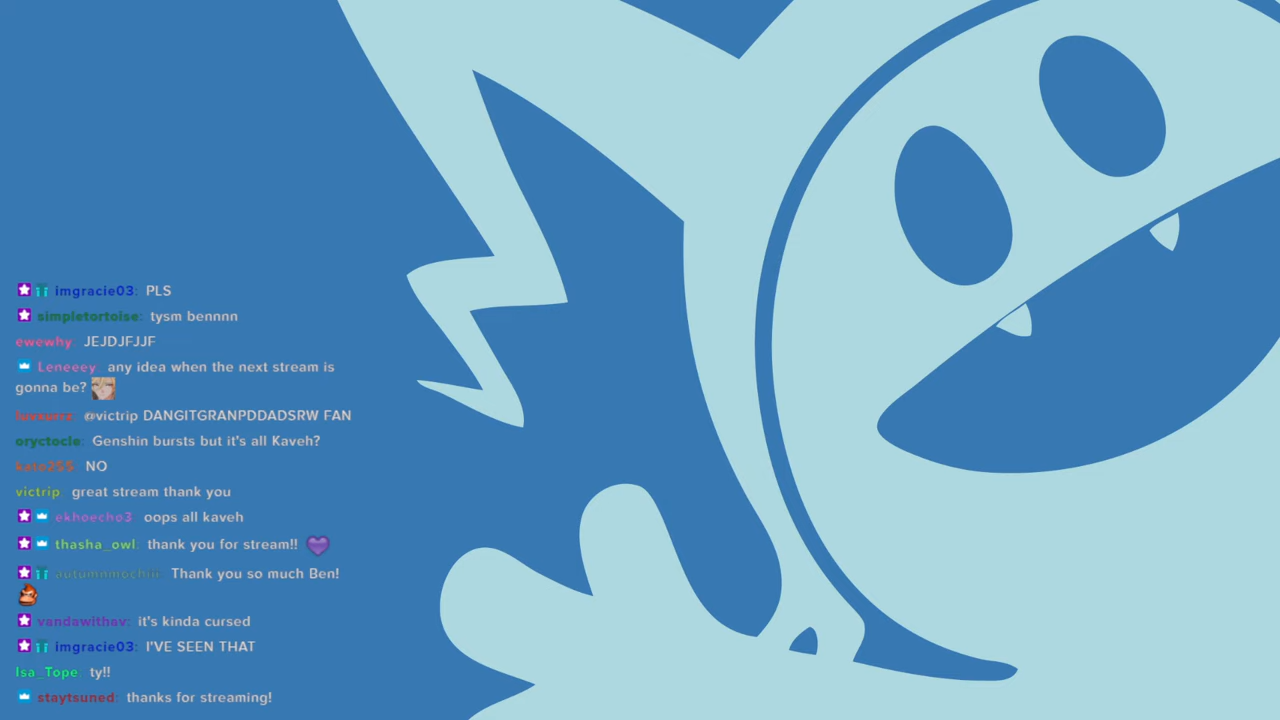 imgracie03: PLS
simpletortoise: tysm bennnn
ewewhy: JEJDJFJJF
Leneeey: any idea when the next stream is
gonna be?
@victrip DANGITGRANPDDADSRW FAN
oryctocle: Genshin bursts but it's all Kaveh?
kato255: NO
victrip: great stream thank you
ekhoecho3: oops all kaveh
thasha_owl: thank you for stream!!
autumnmochiii: Thank you so much Ben!
vandawithav: it's kinda cursed
imgracie03: I'VE SEEN THAT
Isa_Tope: ty!!
staytsuned: thanks for streaming!